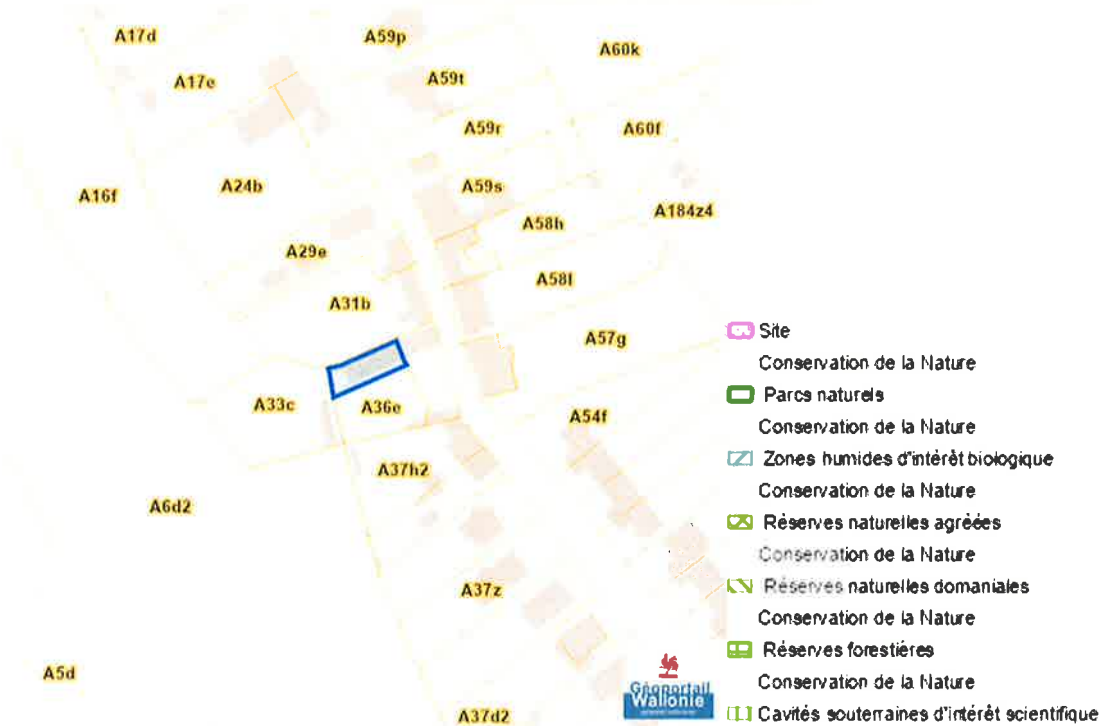 A17d
A59p
A60k
A17e
A59t
A59r
A60f
A24b
A59s
A16f
A58h
A184z4
A29e
A58l
A31b
A57g
A33c
A36e
A54f
A37h2
A6d2
A37z
A5d
A37d2
Géoportail
Wallonie
Site
Conservation de la Nature
Parcs naturels
Conservation de la Nature
Zones humides d'intérêt biologique
Conservation de la Nature
Réserves naturelles agréées
Conservation de la Nature
Réserves naturelles domaniales
Conservation de la Nature
Réserves forestières
Conservation de la Nature
Cavités souterraines d'intérêt scientifique